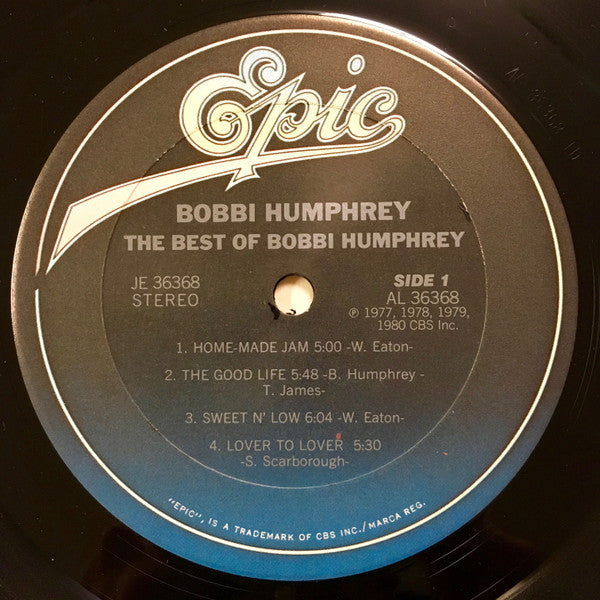 Epic
BOBBI HUMPHREY
THE BEST OF BOBBI HUMPHREY
JE 36368
STEREO
SIDE 1
AL 36368
℗ 1977, 1978, 1979,
1980 CBS Inc.
1. HOME-MADE JAM 5:00 -W. Eaton-
2. THE GOOD LIFE 5:48 -B. Humphrey -
T. James-
3. SWEET N' LOW 6:04 -W. Eaton-
4. LOVER TO LOVER 5:30
-S. Scarborough-
"EPIC", IS A TRADEMARK OF CBS INC./MARCA REG.